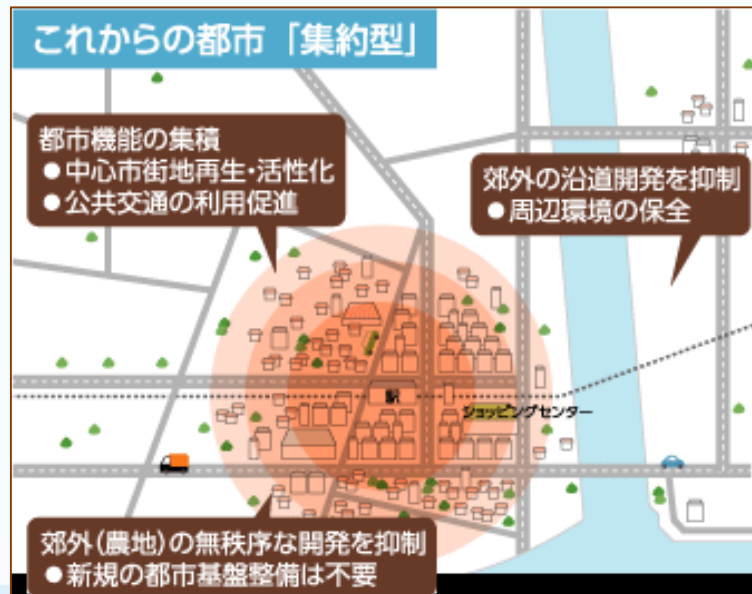 これからの都市「集約型」
都市機能の集積
●中心市街地再生・活性化
●公共交通の利用促進
郊外の沿道開発を抑制
●周辺環境の保全
駅
ショッピングセンター
郊外(農地)の無秩序な開発を抑制
●新規の都市基盤整備は不要